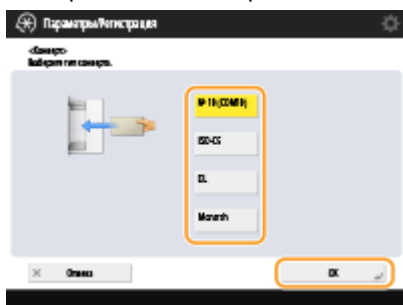 Параметры/Регистрация
<Конверт>
Выберите тип конверта.
№ 10 (COM10)
ISO-C5
DL
Monarch
Отмена
OK